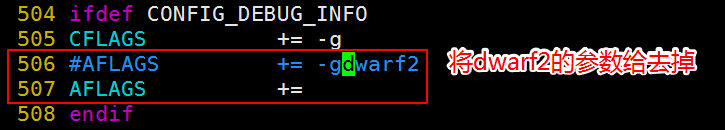 504 ifdef CONFIG_DEBUG_INFO
505 CFLAGS += -g
506 #AFLAGS += -gdwarf2
将dwarf2的参数给去掉
507 AFLAGS +=
508 endif